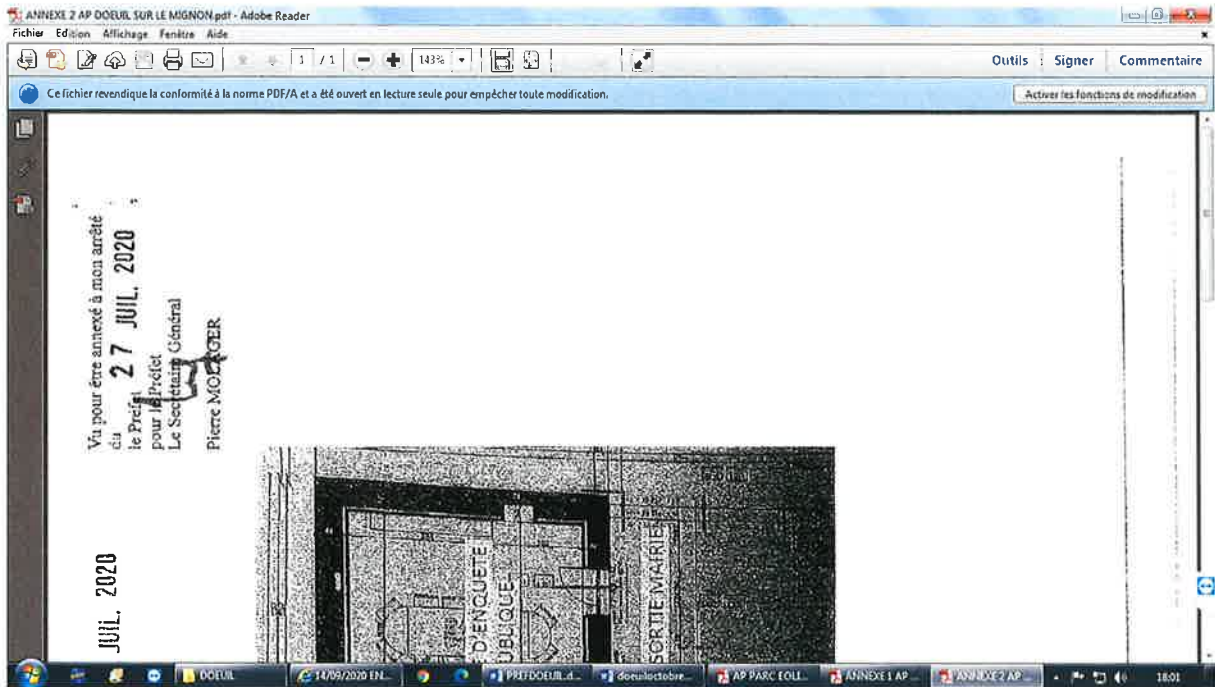 ANNEXE 2 AP DOEUIL SUR LE MIGNON.pdf - Adobe Reader
Fichier Edition Affichage Fenêtre Aide
1 / 1 143% Outils Signer Commentaire
Ce fichier revendique la conformité à la norme PDF/A et a été ouvert en lecture seule pour empêcher toute modification.
Activer les fonctions de modification
Vu pour être annexé à mon arrêté
du 27 JUIL. 2020
le Préfet
pour le Préfet
Le Secrétaire Général
Pierre MOLAGER
JUIL. 2020
D'ENQUETE
SORTIE MAIRIE
DOEUIL
14/09/2020 EN...
PREFDOEUIL.d...
doeuiloctobre...
AP PARC EOLI...
ANNEXE 1 AP ...
ANNEXE 2 AP ...
18:01